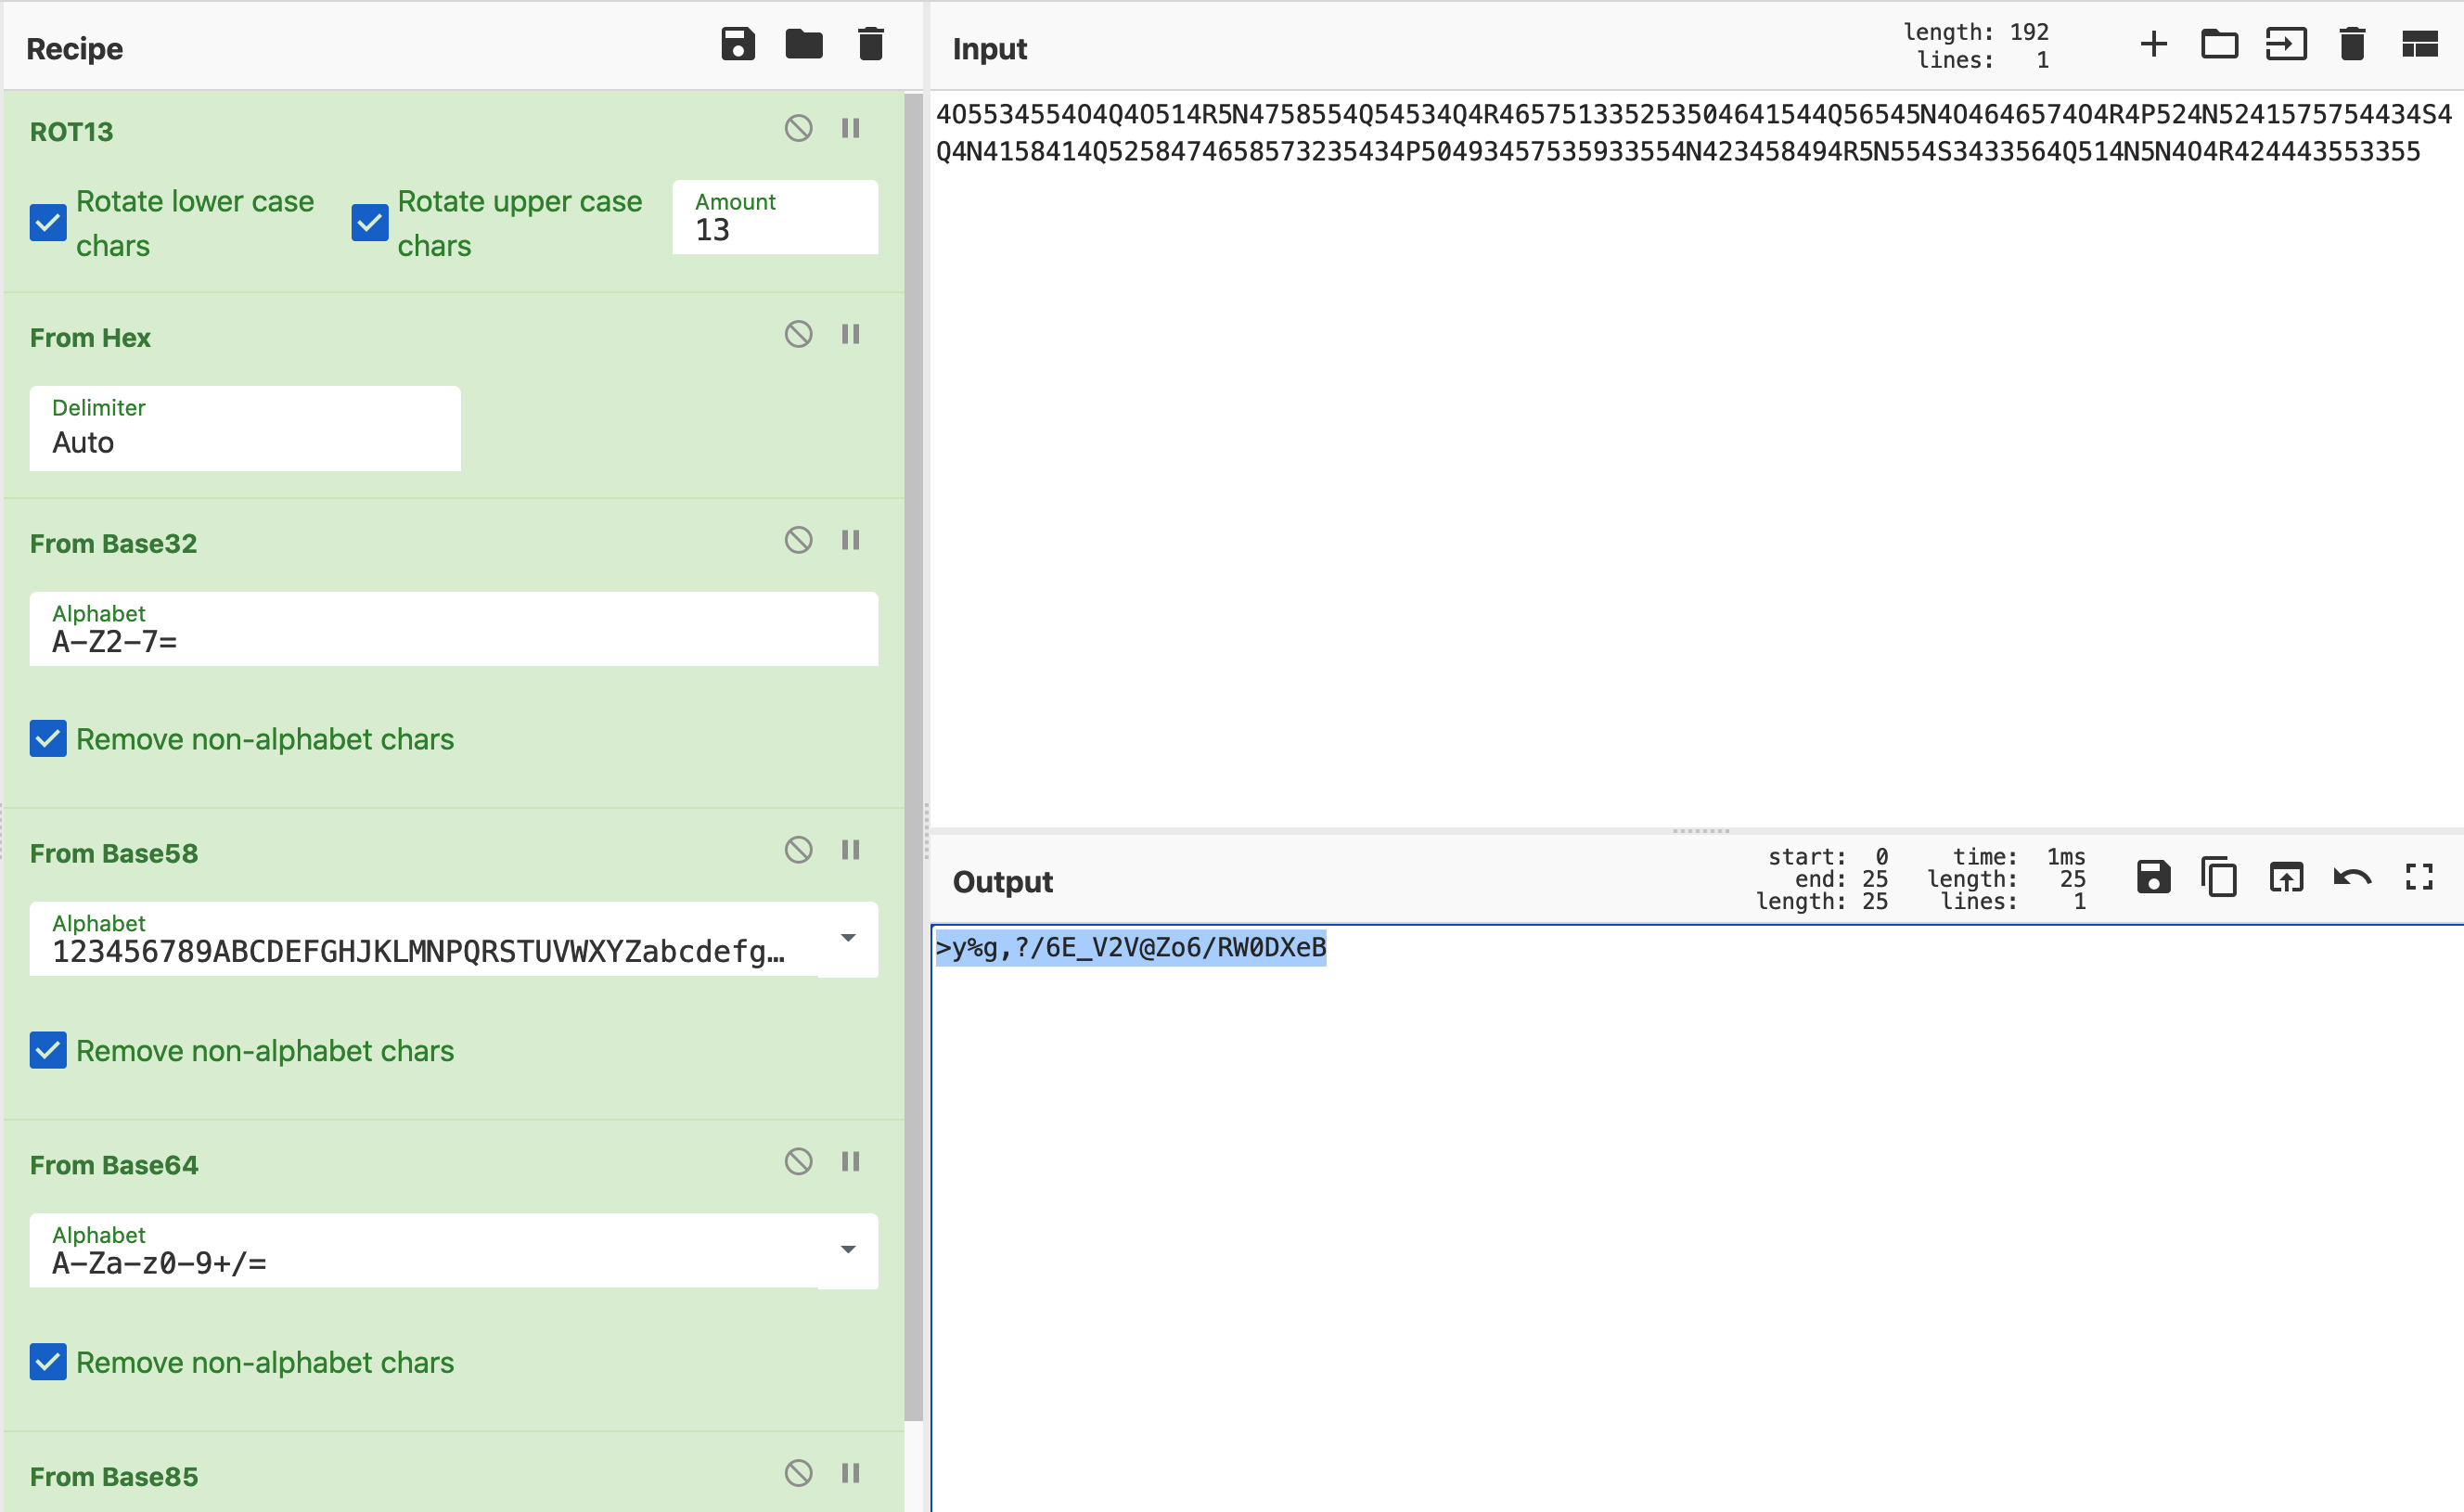 Recipe
ROT13
Rotate lower case chars
Rotate upper case chars
Amount
13
From Hex
Delimiter
Auto
From Base32
Alphabet
A-Z2-7=
Remove non-alphabet chars
From Base58
Alphabet
123456789ABCDEFGHJKLMNPQRSTUVWXYZabcdefg…
Remove non-alphabet chars
From Base64
Alphabet
A-Za-z0-9+/=
Remove non-alphabet chars
From Base85
Input
length: 192
lines: 1
4O5534554O4Q4O514R5N4758554Q54534Q4R465751335253504641544Q56545N4O4646574O4R4P524N5241575754434S4
Q4N4158414Q5258474658573235434P50493457535933554N423458494R5N554S3433564Q514N5N4O4R424443553355
Output
start: 0 time: 1ms
end: 25 length: 25
length: 25 lines: 1
>y%g,?/6E_V2V@Zo6/RW0DXeB